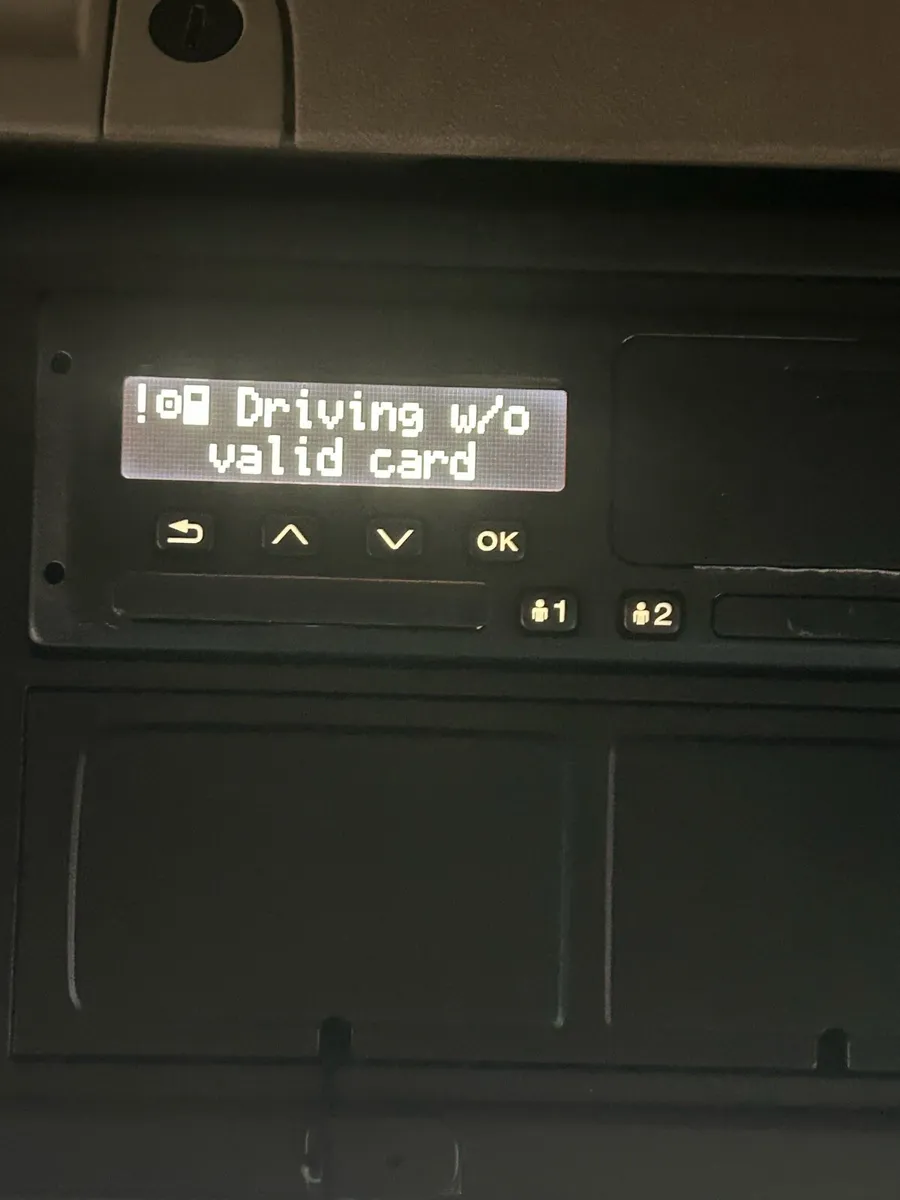 ! Driving w/o
valid card
OK
1 2